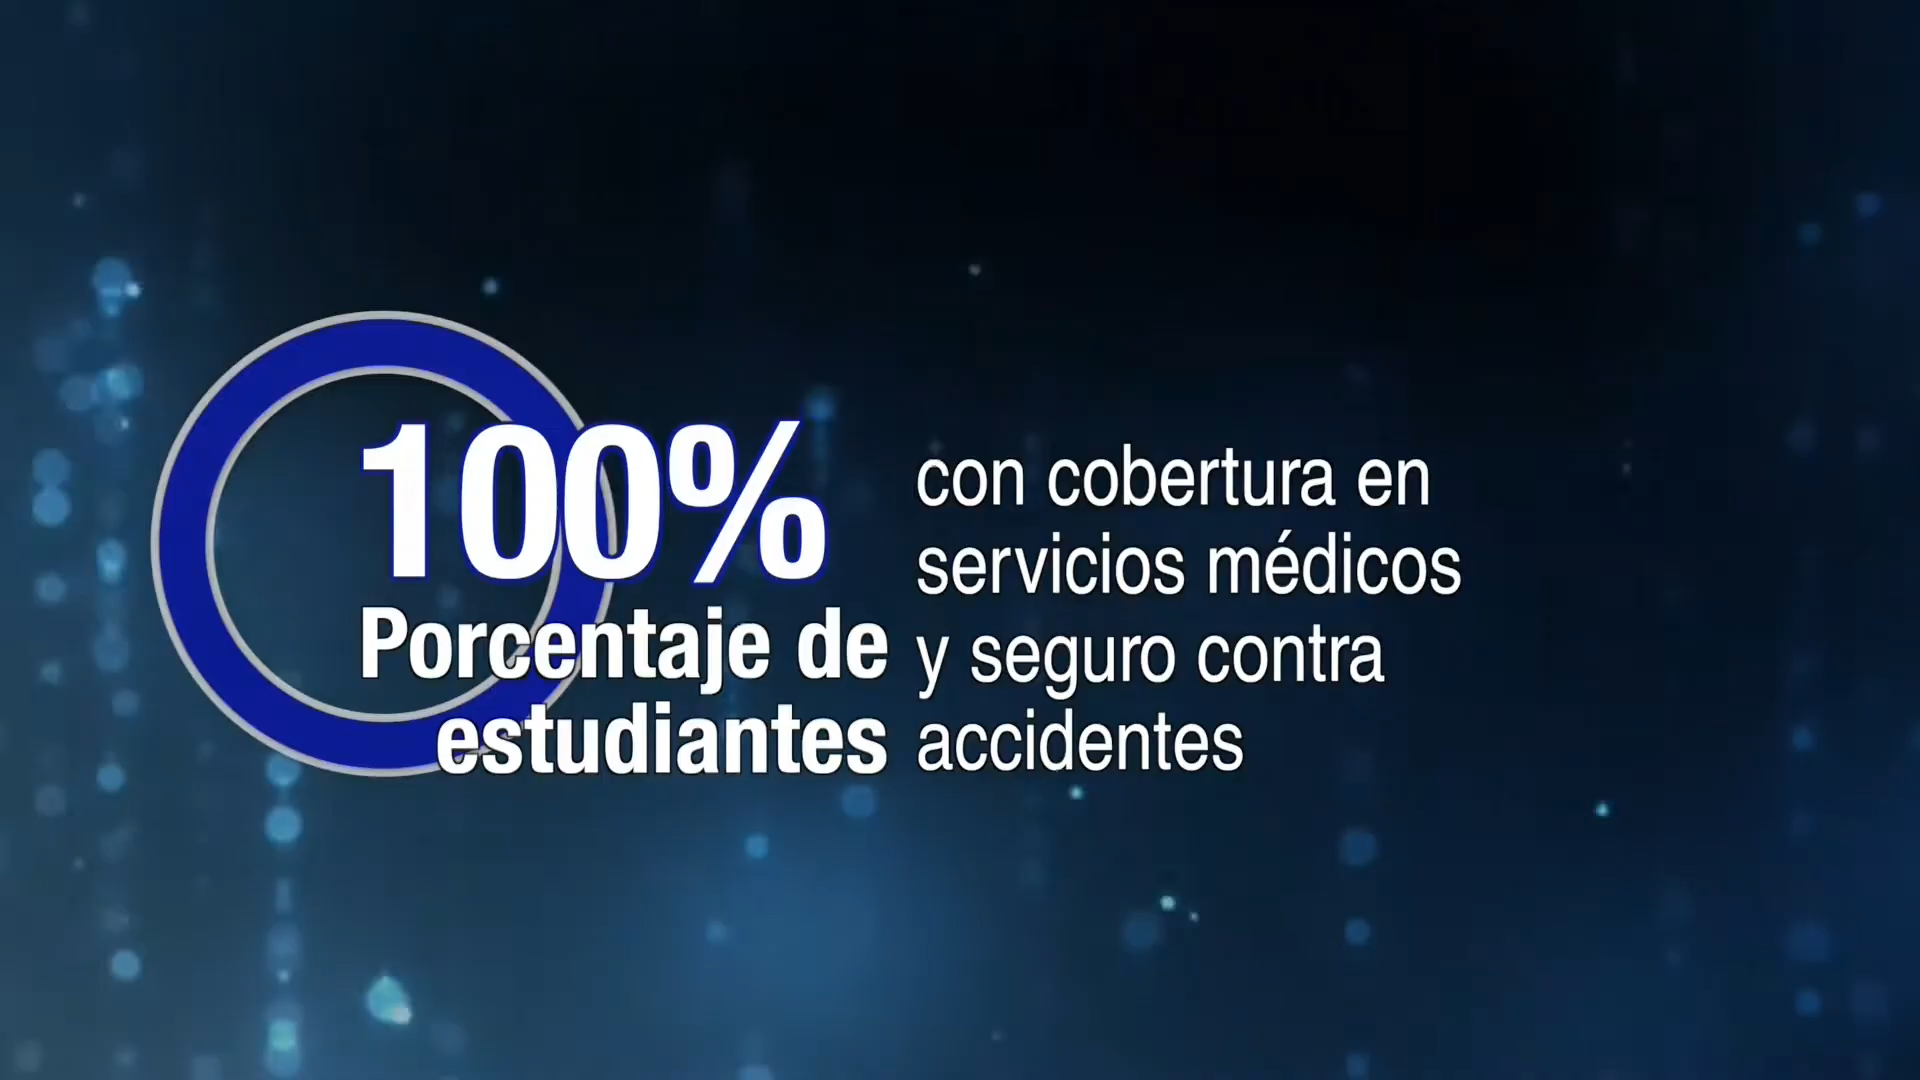 100%
Porcentaje de
estudiantes
con cobertura en
servicios médicos
y seguro contra
accidentes